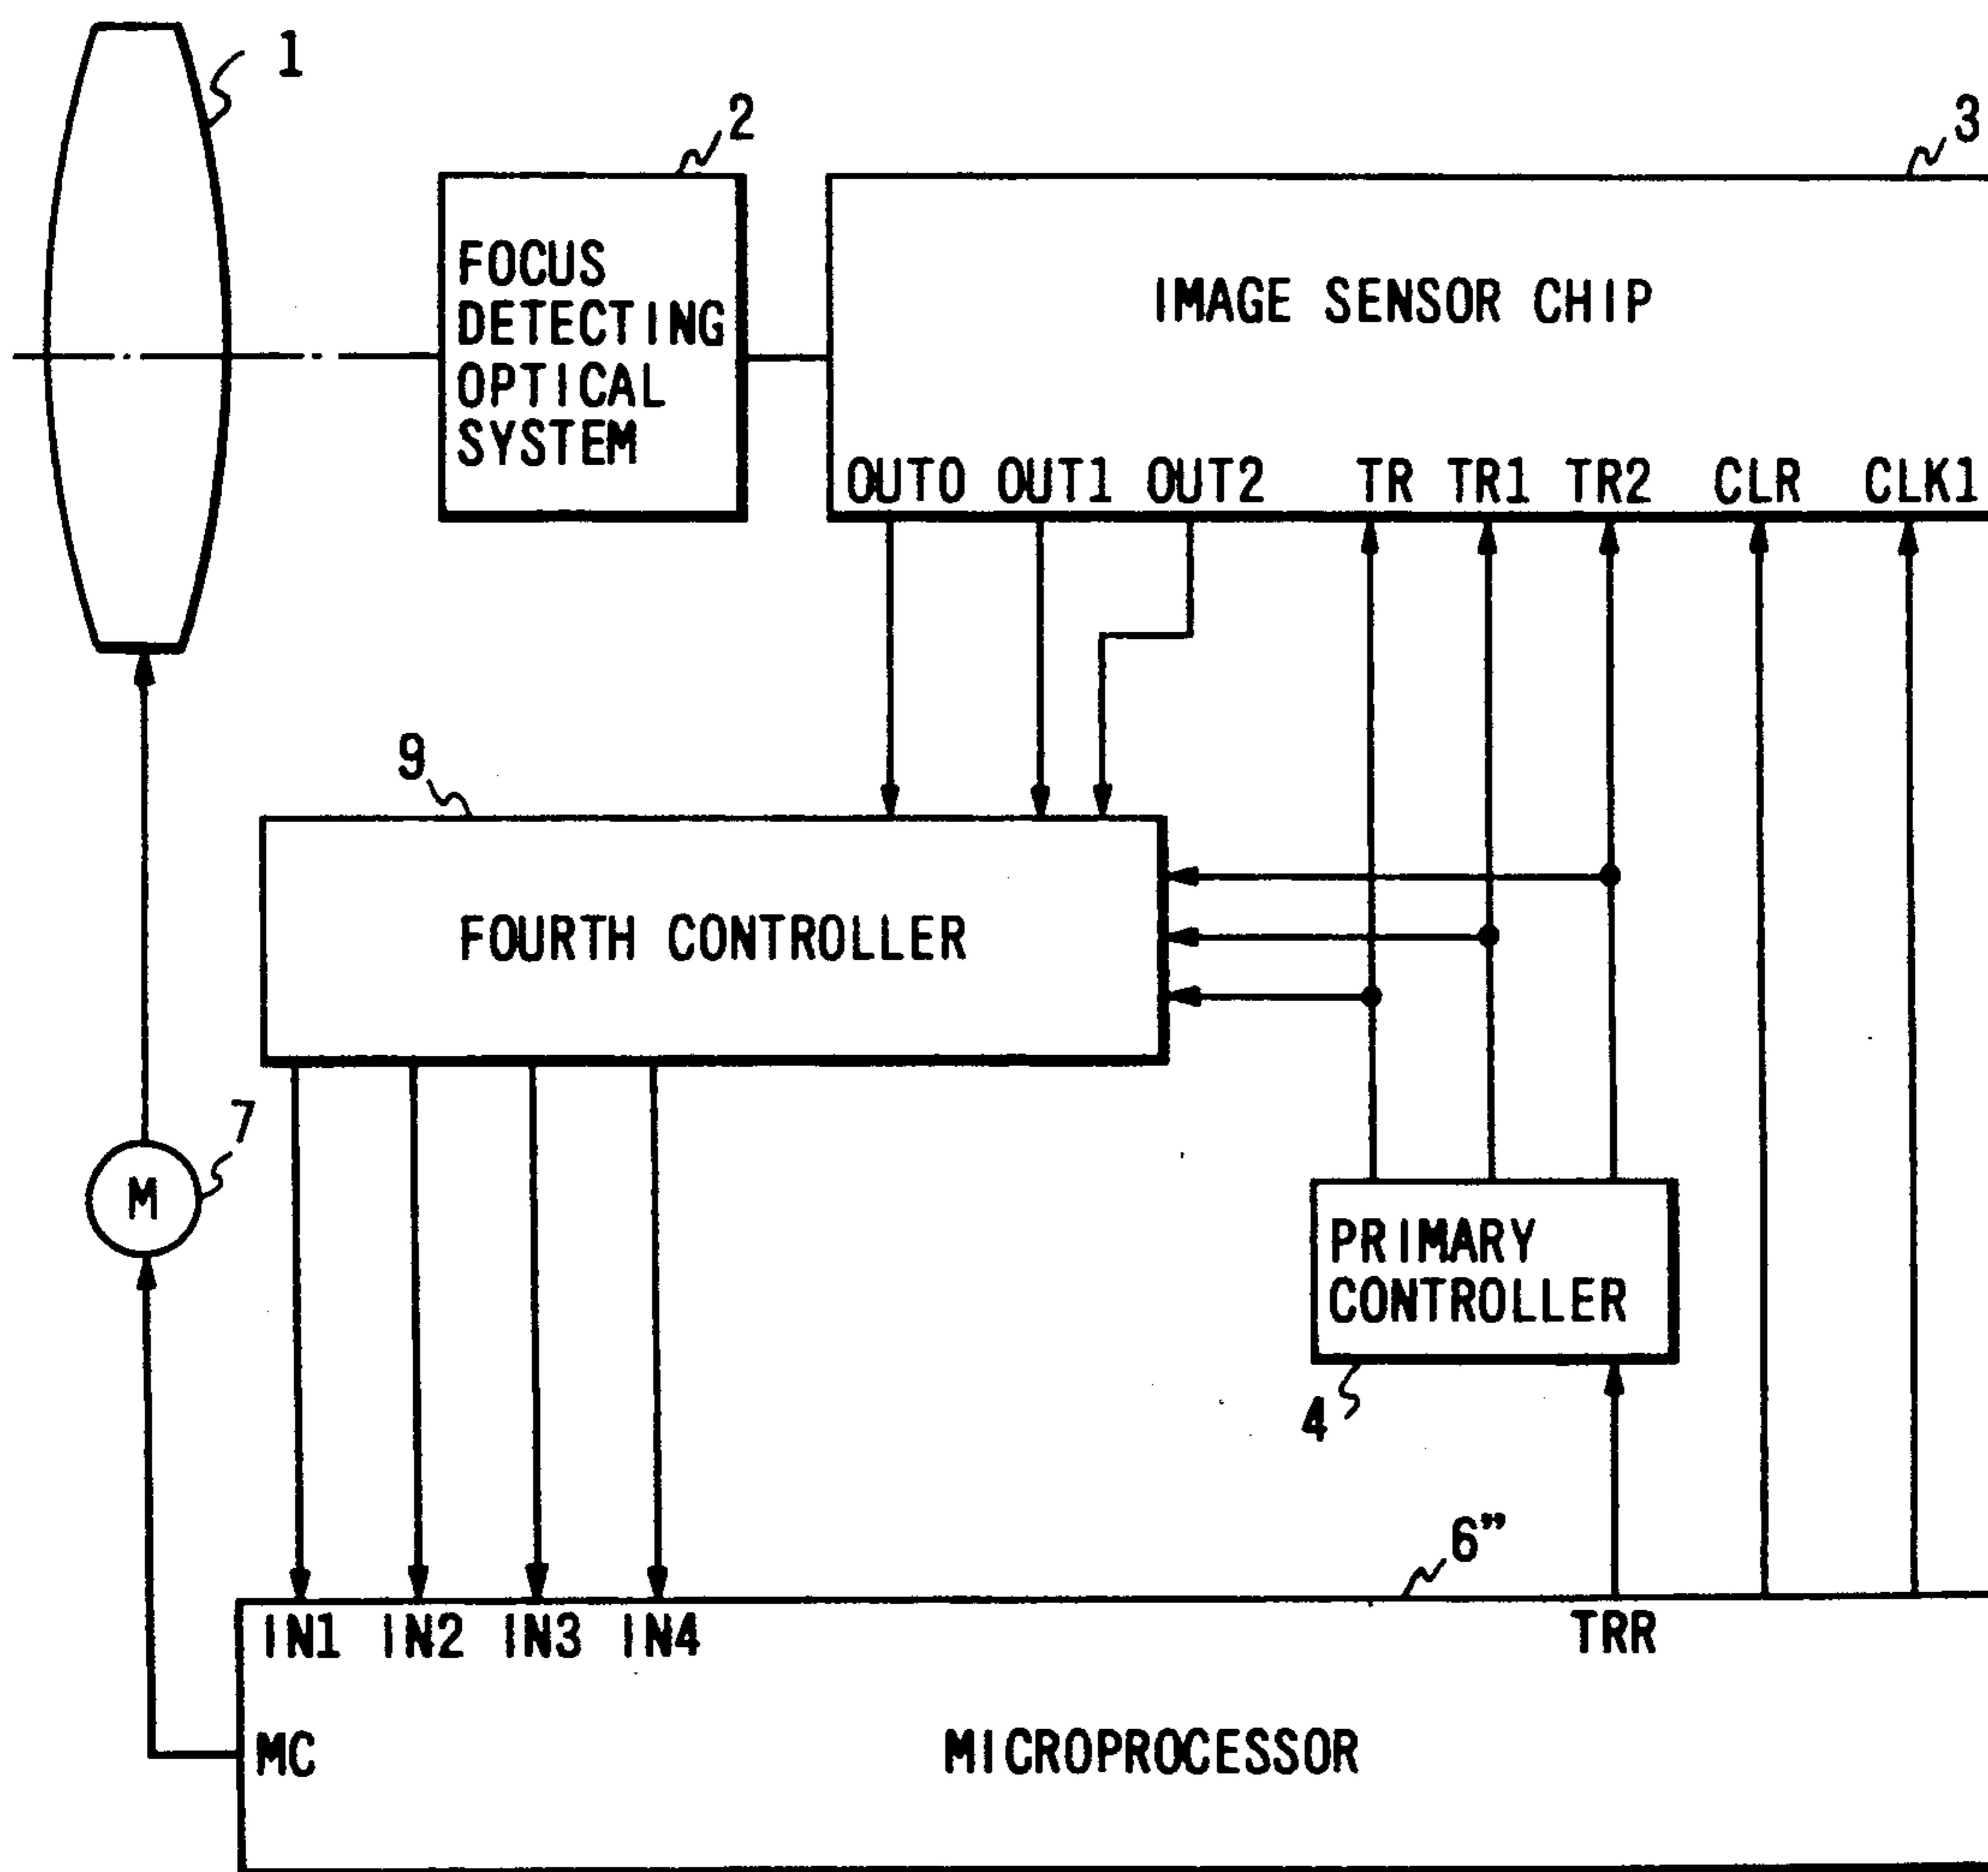 1
2
3
FOCUS
DETECTING
OPTICAL
SYSTEM
IMAGE SENSOR CHIP
OUT0 OUT1 OUT2 TR TR1 TR2 CLR CLK1
9
FOURTH CONTROLLER
7
M
PRIMARY
CONTROLLER
4
6”
IN1 IN2 IN3 IN4 TRR
MC
MICROPROCESSOR